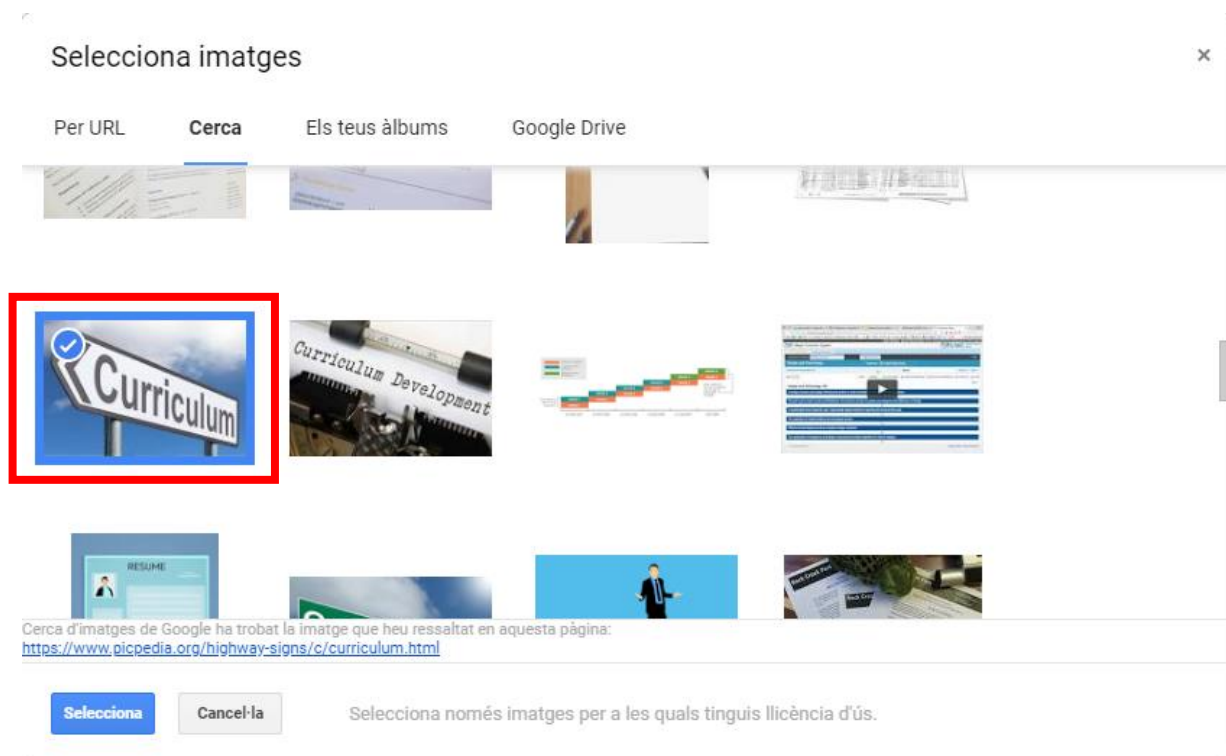 Selecciona imatges
×
Per URL Cerca Els teus àlbums Google Drive
Curriculum
Curriculum Development
RESUME
Cerca d'imatges de Google ha trobat la imatge que heu ressaltat en aquesta pàgina:
https://www.picpedia.org/highway-signs/c/curriculum.html
Selecciona Cancel·la Selecciona només imatges per a les quals tinguis llicència d'ús.